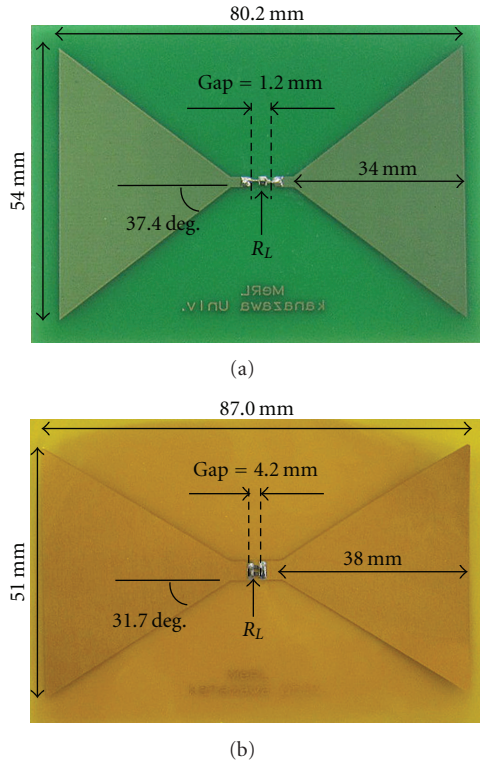 80.2 mm
Gap = 1.2 mm
54 mm
34 mm
37.4 deg.
R_L
MeRL
kanazawa Univ.
(a)
87.0 mm
Gap = 4.2 mm
51 mm
38 mm
31.7 deg.
R_L
(b)